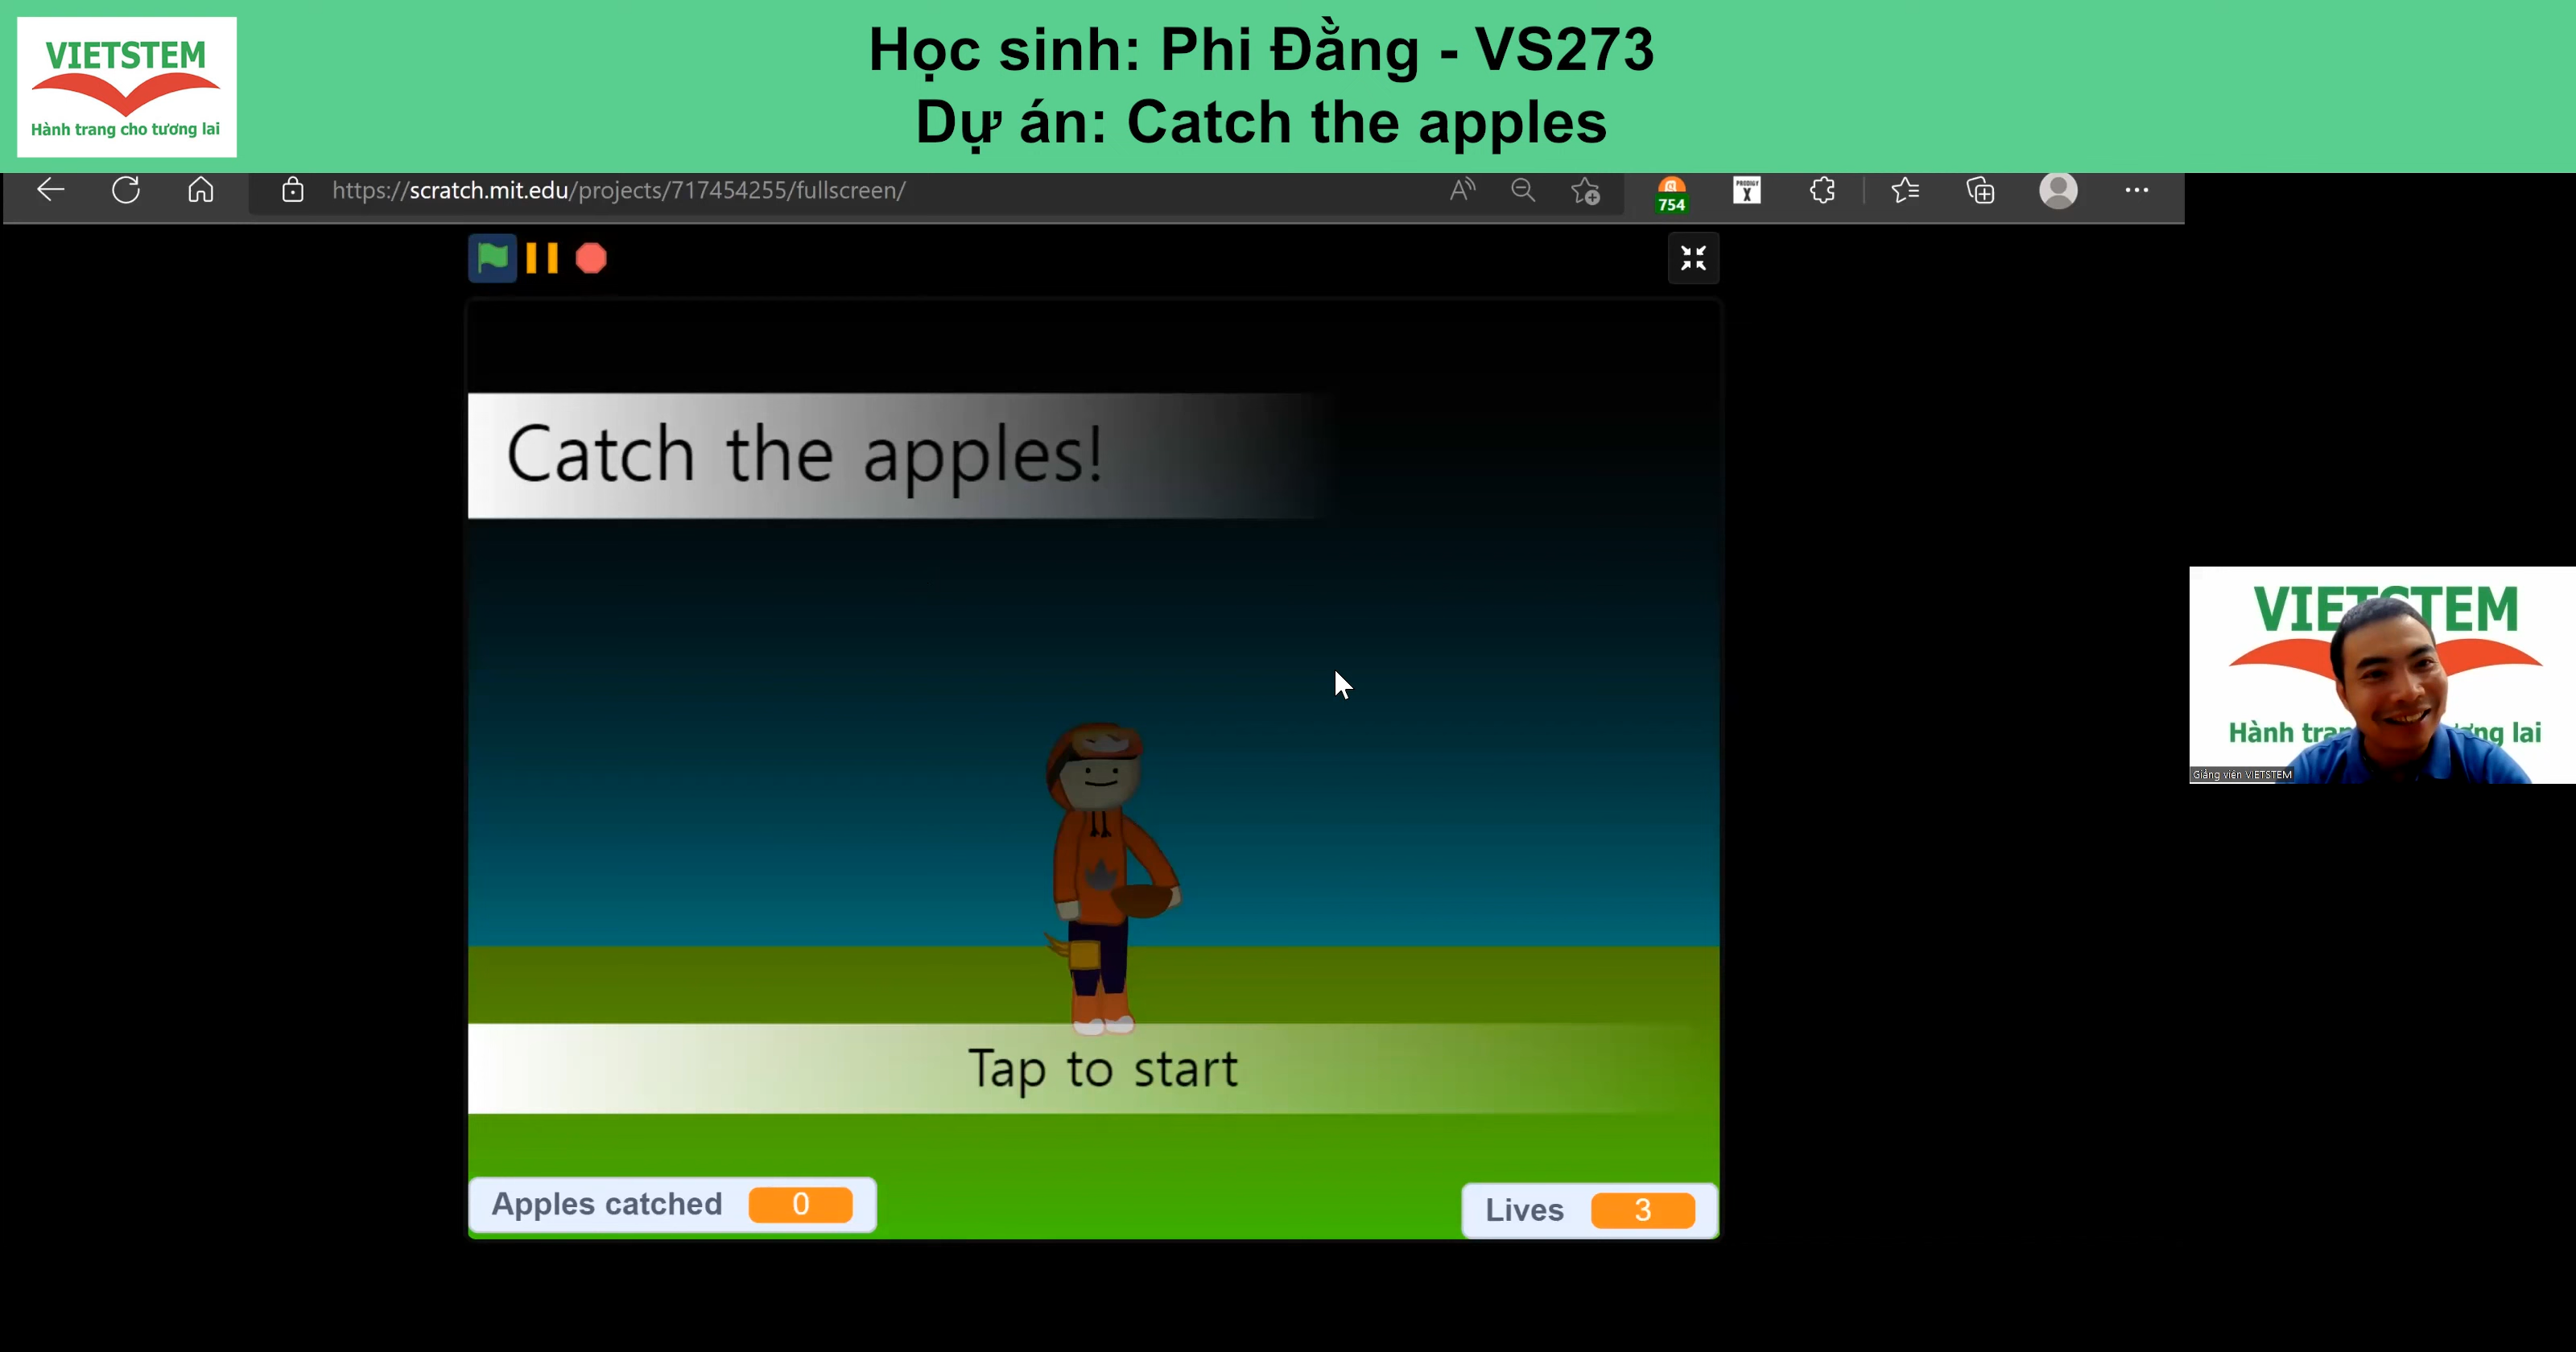 VIETSTEM
Hành trang cho tương lai
Học sinh: Phi Đằng - VS273
Dự án: Catch the apples
https://scratch.mit.edu/projects/717454255/fullscreen/
754
PRODIGY
X
Catch the apples!
Tap to start
Apples catched 0
Lives 3
VIETSTEM
Hành tương lai
Giảng viên VIETSTEM